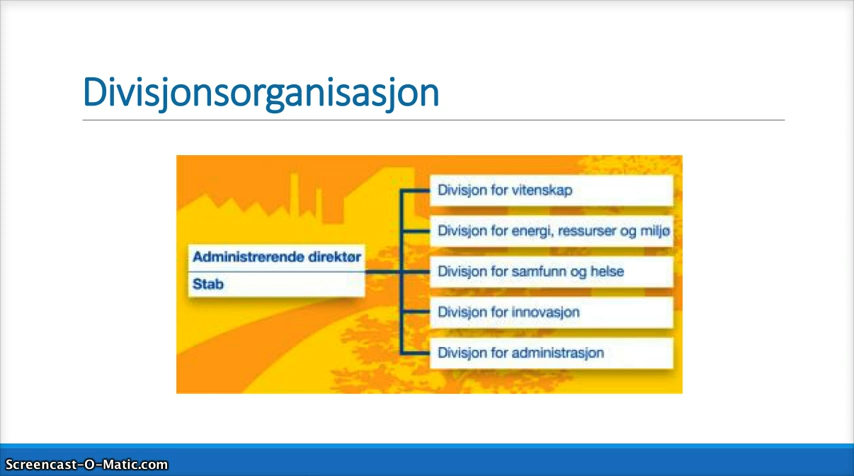 Divisjonsorganisasjon
Administrerende direktør
Stab
Divisjon for vitenskap
Divisjon for energi, ressurser og miljø
Divisjon for samfunn og helse
Divisjon for innovasjon
Divisjon for administrasjon
Screencast-O-Matic.com